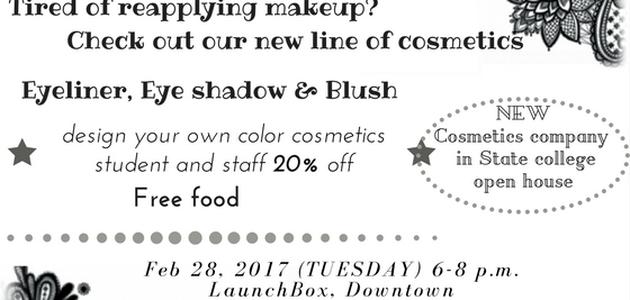 Tired of reapplying makeup?
Check out our new line of cosmetics
Eyeliner, Eye shadow & Blush
design your own color cosmetics
student and staff 20% off
Free food
NEW
Cosmetics company
in State college
open house
Feb 28, 2017 (TUESDAY) 6-8 p.m.
LaunchBox, Downtown